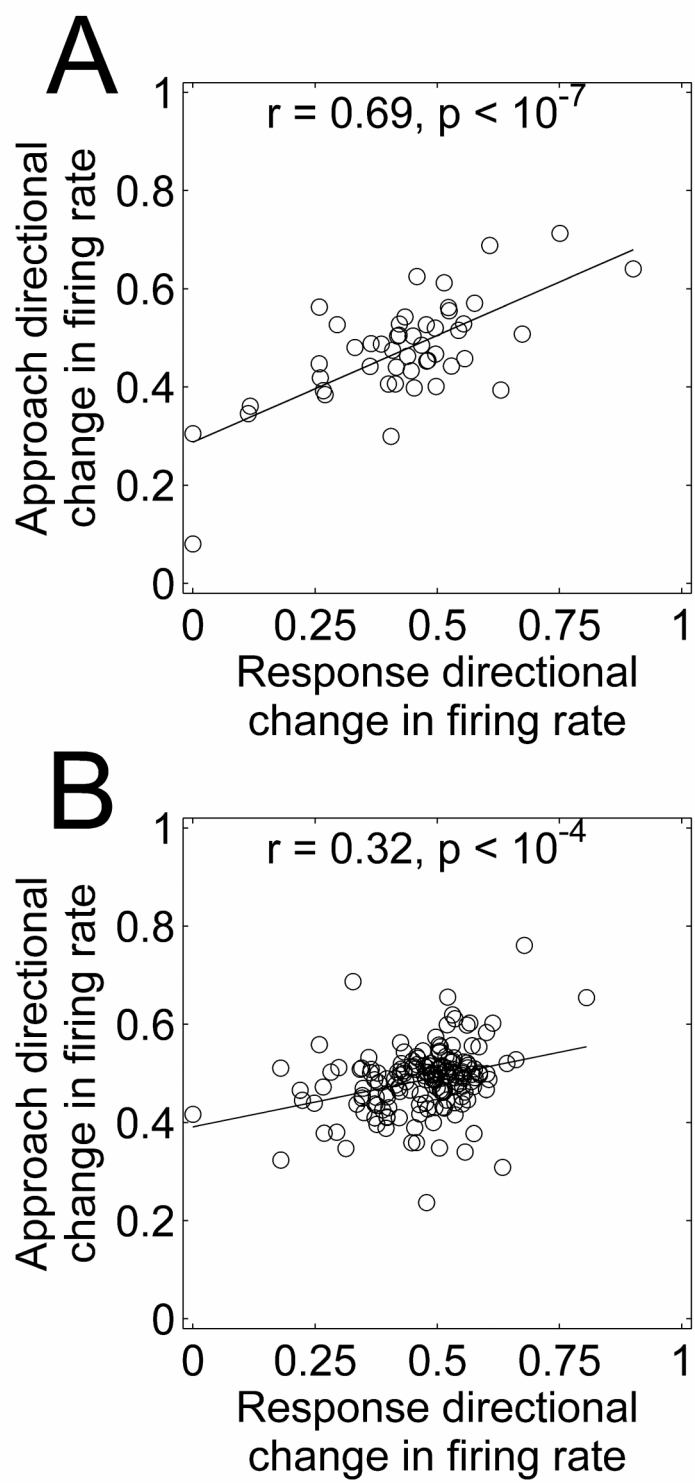 A
r = 0.69, p < 10^-7
1
0.8
0.6
0.4
0.2
0
Approach directional
change in firing rate
0 0.25 0.5 0.75 1
Response directional
change in firing rate
B
r = 0.32, p < 10^-4
1
0.8
0.6
0.4
0.2
0
Approach directional
change in firing rate
0 0.25 0.5 0.75 1
Response directional
change in firing rate